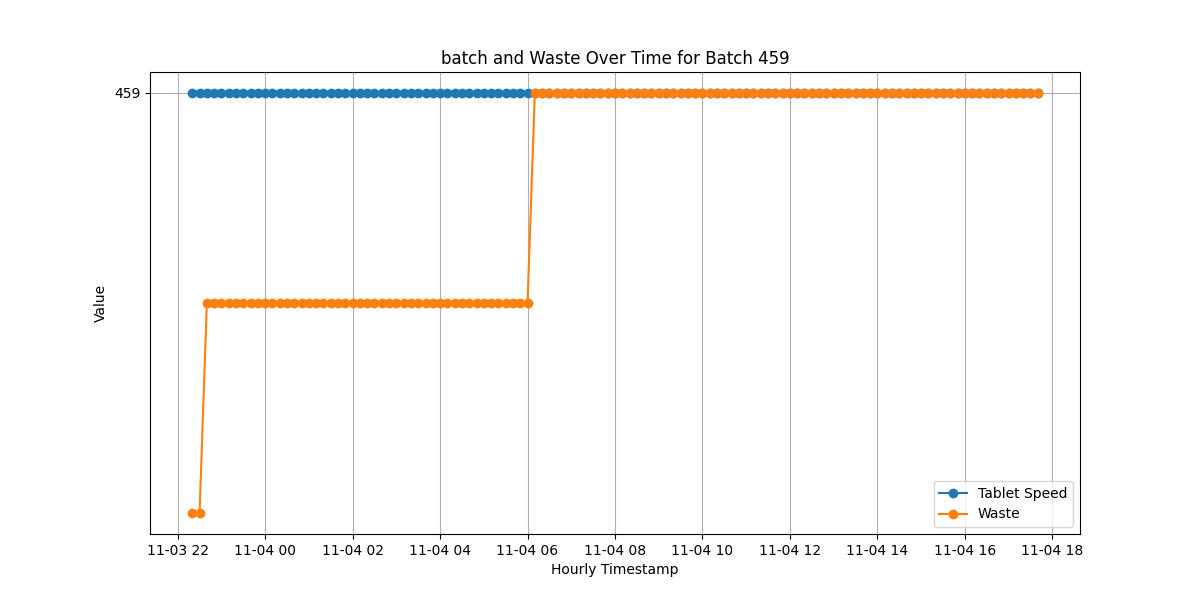 batch and Waste Over Time for Batch 459
459
Value
Tablet Speed
Waste
11-03 22 11-04 00 11-04 02 11-04 04 11-04 06 11-04 08 11-04 10 11-04 12 11-04 14 11-04 16 11-04 18
Hourly Timestamp